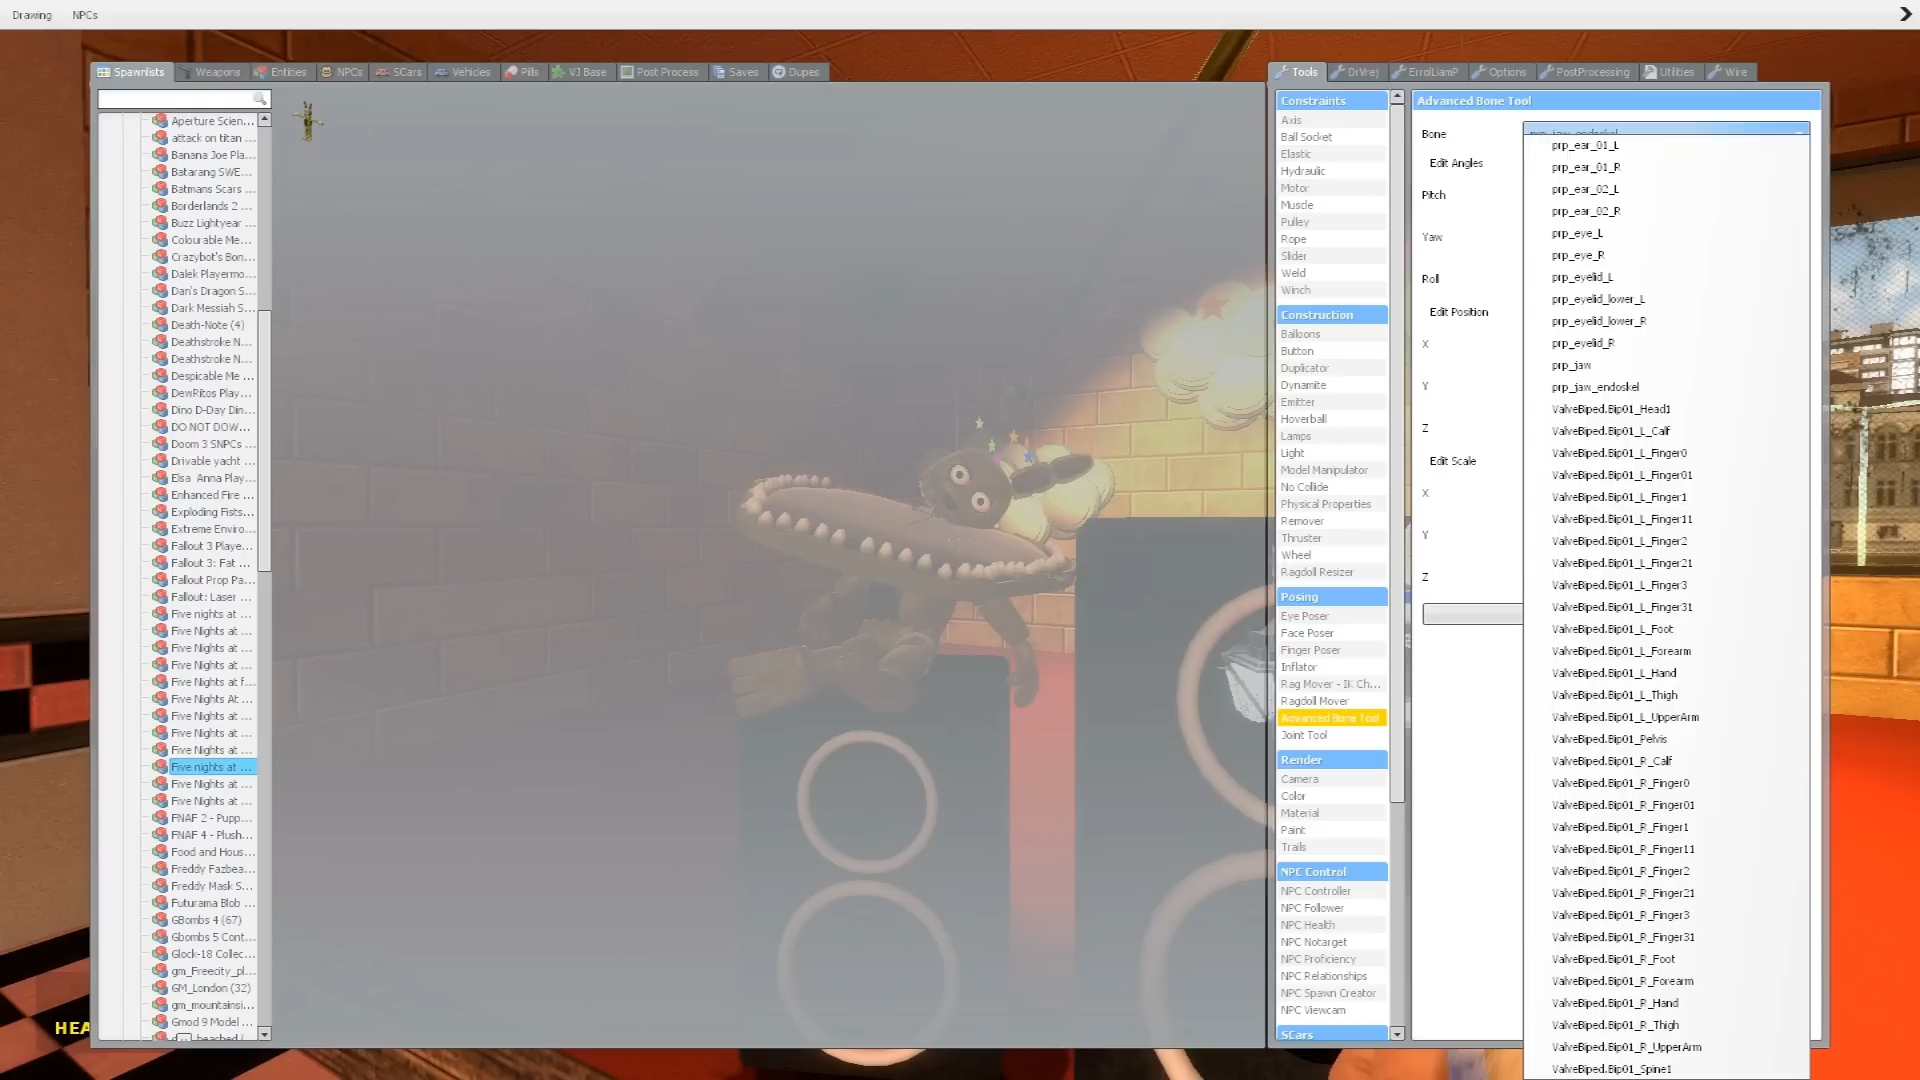 Drawing NPCs
Spawnlists Weapons Entities NPCs SCars Vehicles Pills VJ Base Post Process Saves Dupes
Aperture Scien...
attack on titan ...
Banana Joe Pla...
Batarang SWE...
Batmans Scars ...
Borderlands 2 ...
Buzz Lightyear ...
Colourable Me...
Crazybot's Bon...
Dalek Playermo...
Dan's Dragon S...
Dark Messiah S...
Death-Note (4)
Deathstroke N...
Deathstroke N...
Despicable Me ...
DewRitos Play...
Dino D-Day Din...
DO NOT DOW...
Doom 3 SNPCs ...
Drivable yacht ...
Elsa Anna Play...
Enhanced Fire ...
Exploding Fists...
Extreme Enviro...
Fallout 3 Playe...
Fallout 3: Fat ...
Fallout Prop Pa...
Fallout: Laser ...
Five nights at ...
Five Nights at ...
Five Nights at ...
Five Nights at ...
Five Nights at f...
Five Nights At ...
Five Nights at ...
Five Nights at ...
Five Nights at ...
Five nights at ...
Five Nights at ...
Five Nights at ...
FNAF 2 - Pupp...
FNAF 4 - Plush...
Food and Hous...
Freddy Fazbea...
Freddy Mask S...
Futurama Blob ...
GBombs 4 (67)
Gbombs 5 Cont...
Glock-18 Collec...
gm_Freecity_pl...
GM_London (32)
gm_mountainsi...
Gmod 9 Model ...
HEA
Tools DrVrej ErrolLiamP Options PostProcessing Utilities Wire
Constraints
Axis
Ball Socket
Elastic
Hydraulic
Motor
Muscle
Pulley
Rope
Slider
Weld
Winch
Construction
Balloons
Button
Duplicator
Dynamite
Emitter
Hoverball
Lamps
Light
Model Manipulator
No Collide
Physical Properties
Remover
Thruster
Wheel
Ragdoll Resizer
Posing
Eye Poser
Face Poser
Finger Poser
Inflator
Rag Mover - IK Ch...
Ragdoll Mover
Advanced Bone Tool
Joint Tool
Render
Camera
Color
Material
Paint
Trails
NPC Control
NPC Controller
NPC Follower
NPC Health
NPC Notarget
NPC Proficiency
NPC Relationships
NPC Spawn Creator
NPC Viewcam
SCars
Advanced Bone Tool
Bone
Edit Angles
Pitch
Yaw
Roll
Edit Position
X
Y
Z
Edit Scale
X
Y
Z
prp_jaw_endoskel
prp_ear_01_L
prp_ear_01_R
prp_ear_02_L
prp_ear_02_R
prp_eye_L
prp_eye_R
prp_eyelid_L
prp_eyelid_lower_L
prp_eyelid_lower_R
prp_eyelid_R
prp_jaw
prp_jaw_endoskel
ValveBiped.Bip01_Head1
ValveBiped.Bip01_L_Calf
ValveBiped.Bip01_L_Finger0
ValveBiped.Bip01_L_Finger01
ValveBiped.Bip01_L_Finger1
ValveBiped.Bip01_L_Finger11
ValveBiped.Bip01_L_Finger2
ValveBiped.Bip01_L_Finger21
ValveBiped.Bip01_L_Finger3
ValveBiped.Bip01_L_Finger31
ValveBiped.Bip01_L_Foot
ValveBiped.Bip01_L_Forearm
ValveBiped.Bip01_L_Hand
ValveBiped.Bip01_L_Thigh
ValveBiped.Bip01_L_UpperArm
ValveBiped.Bip01_Pelvis
ValveBiped.Bip01_R_Calf
ValveBiped.Bip01_R_Finger0
ValveBiped.Bip01_R_Finger01
ValveBiped.Bip01_R_Finger1
ValveBiped.Bip01_R_Finger11
ValveBiped.Bip01_R_Finger2
ValveBiped.Bip01_R_Finger21
ValveBiped.Bip01_R_Finger3
ValveBiped.Bip01_R_Finger31
ValveBiped.Bip01_R_Foot
ValveBiped.Bip01_R_Forearm
ValveBiped.Bip01_R_Hand
ValveBiped.Bip01_R_Thigh
ValveBiped.Bip01_R_UpperArm
ValveBiped.Bip01_Spine1